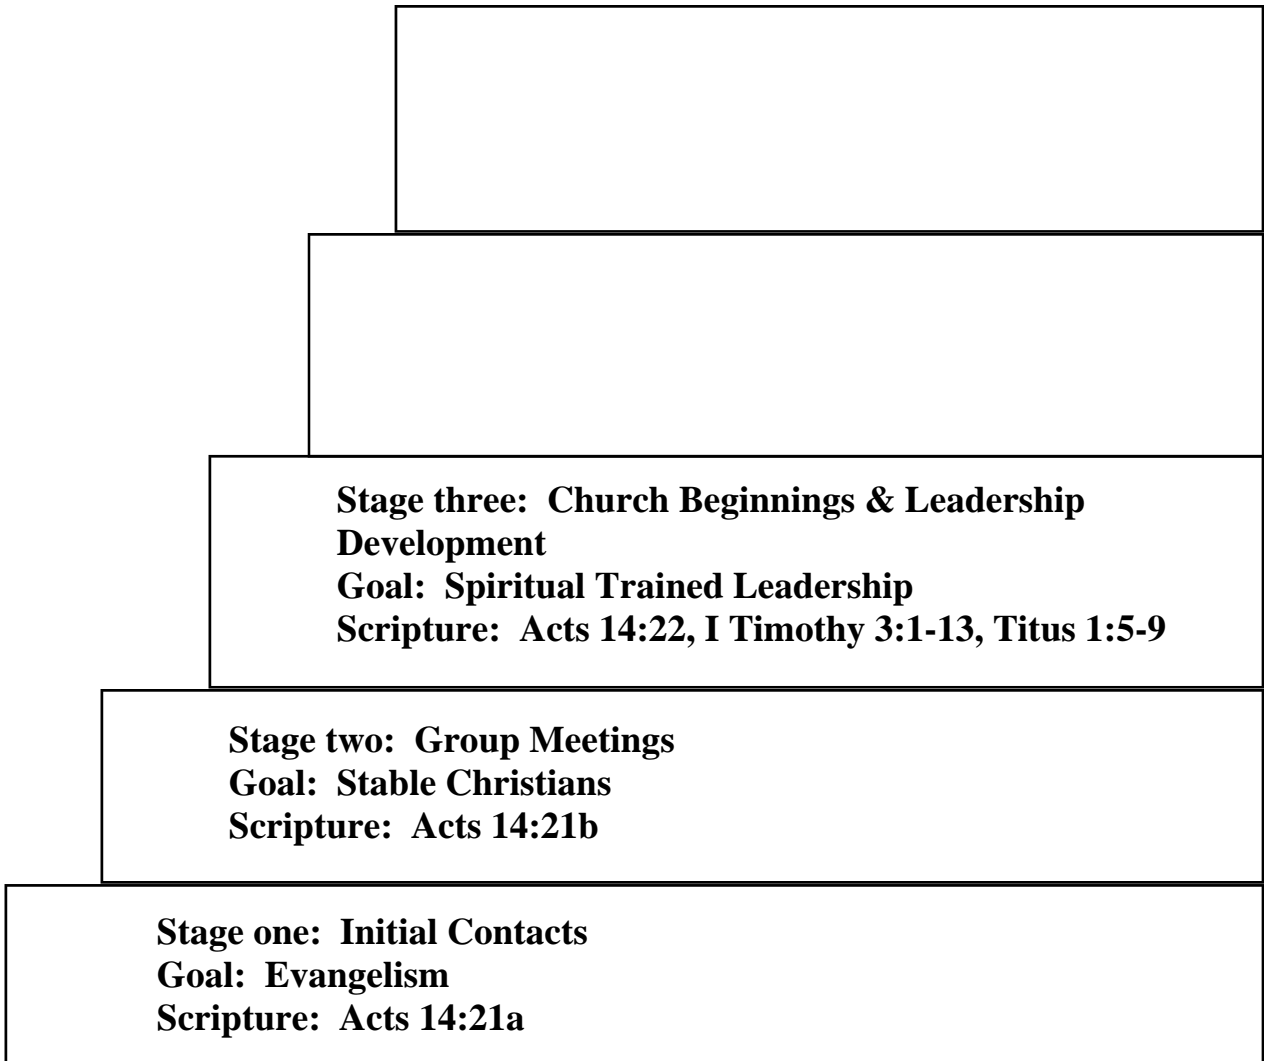 Stage three:  Church Beginnings & Leadership
Development
Goal:  Spiritual Trained Leadership
Scripture:  Acts 14:22, I Timothy 3:1-13, Titus 1:5-9
Stage two:  Group Meetings
Goal:  Stable Christians
Scripture:  Acts 14:21b
Stage one:  Initial Contacts
Goal:  Evangelism
Scripture:  Acts 14:21a